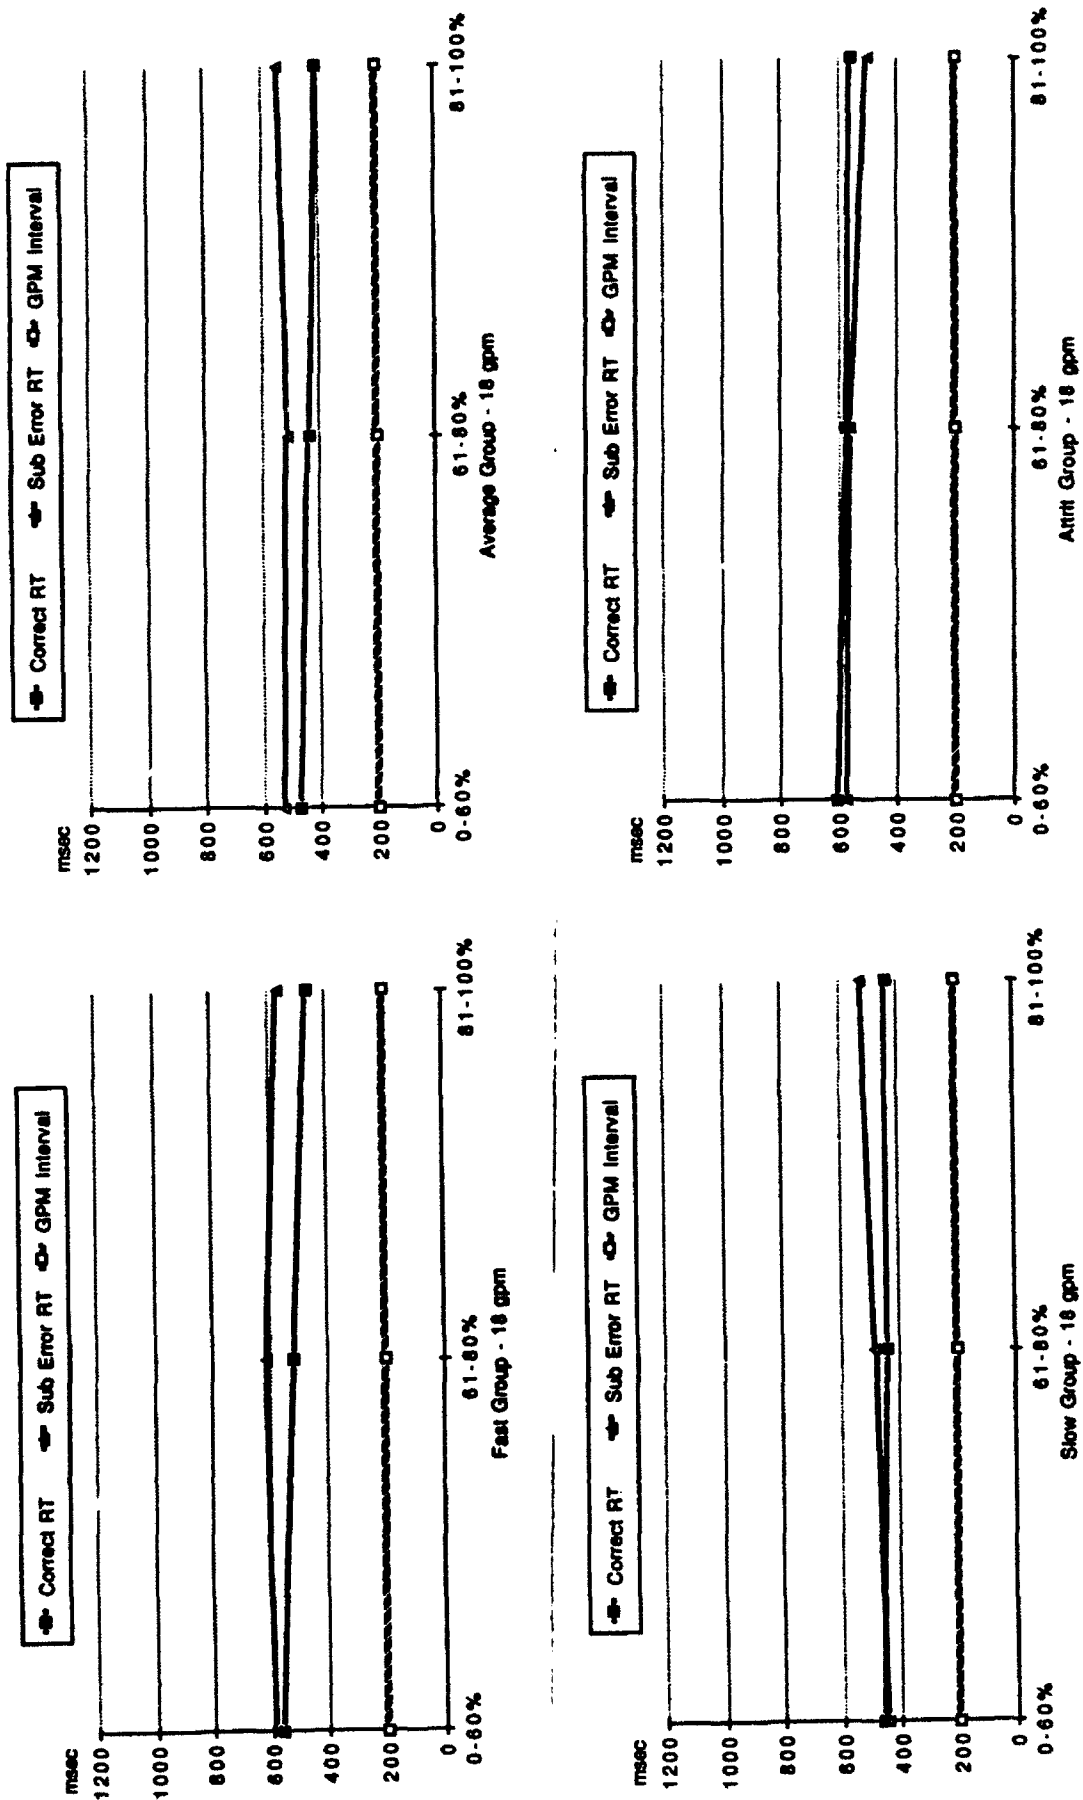 Correct RT Sub Error RT GPM Interval
msec
1200
1000
800
600
400
200
0
0-60% 61-80% 81-100%
Fast Group - 18 gpm
Correct RT Sub Error RT GPM Interval
msec
1200
1000
800
600
400
200
0
0-60% 61-80% 81-100%
Average Group - 18 gpm
Correct RT Sub Error RT GPM Interval
msec
1200
1000
800
600
400
200
0
0-60% 61-80% 81-100%
Slow Group - 18 gpm
Correct RT Sub Error RT GPM Interval
msec
1200
1000
800
600
400
200
0
0-60% 61-80% 81-100%
Attrit Group - 18 gpm